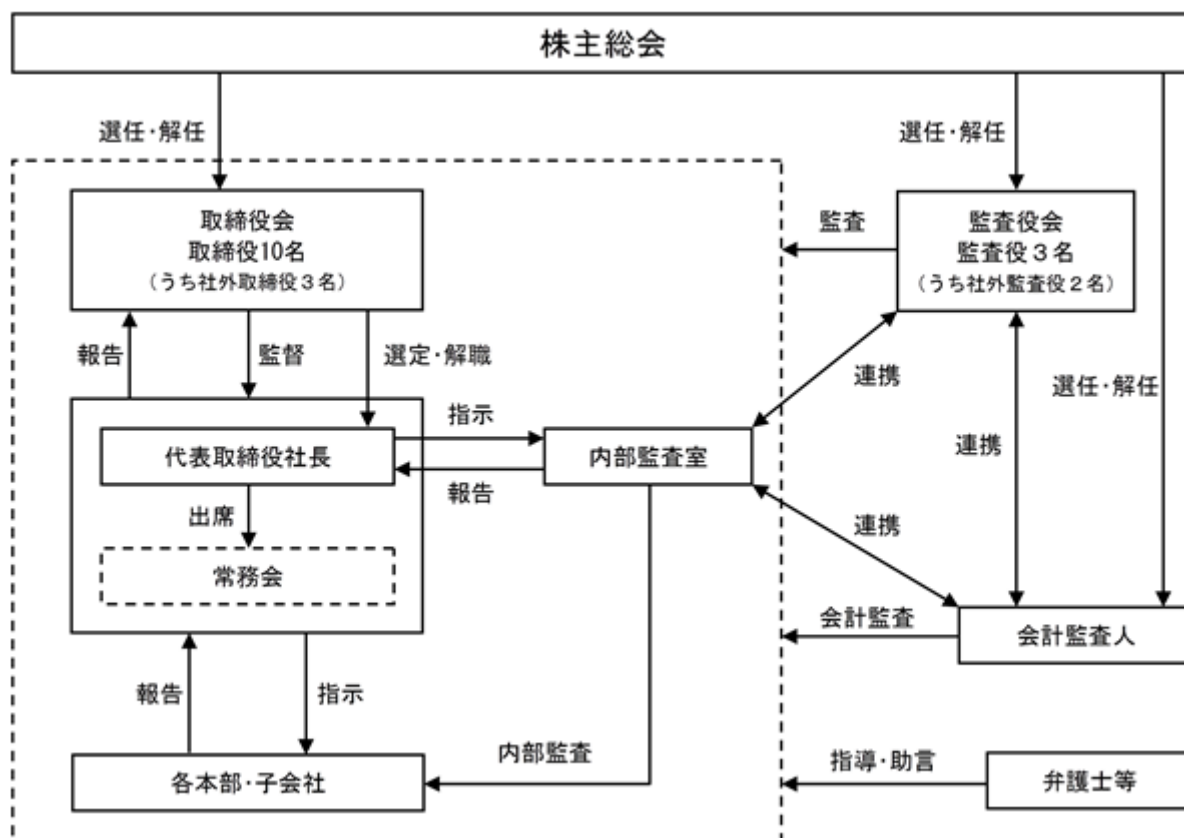 株主総会
選任・解任
選任・解任
取締役会
取締役10名
（うち社外取締役３名）
監査
監査役会
監査役３名
（うち社外監査役２名）
報告
監督
選定・解職
連携
選任・解任
指示
代表取締役社長
内部監査室
連携
報告
出席
連携
常務会
会計監査
会計監査人
報告
指示
内部監査
指導・助言
各本部・子会社
弁護士等